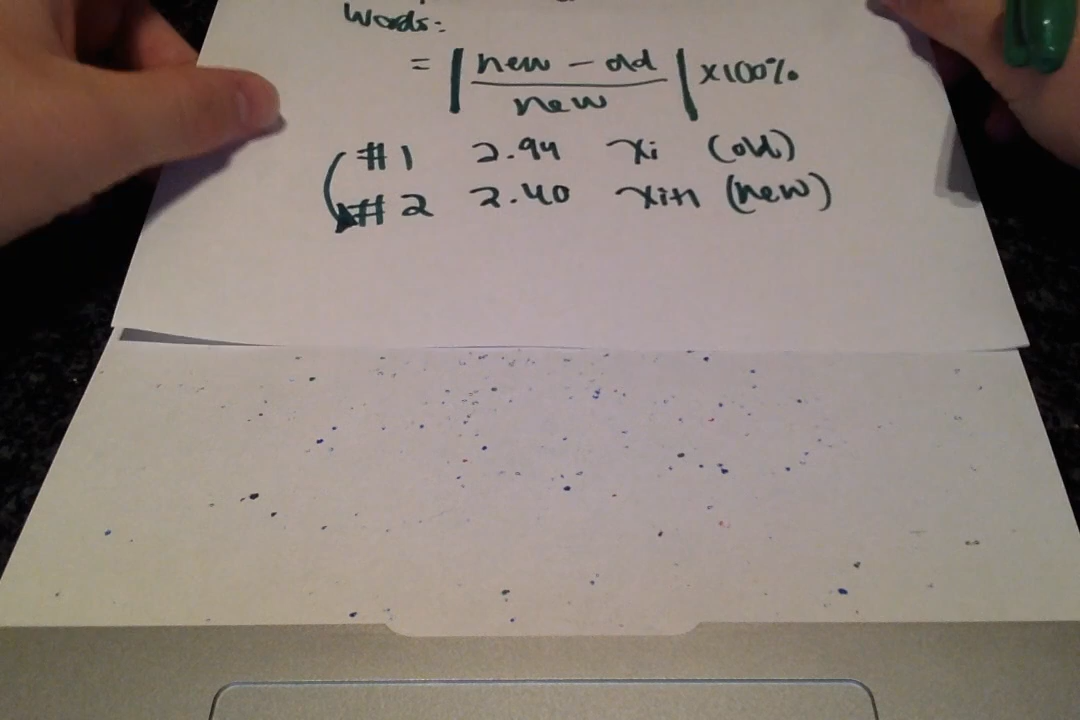 Words:
= | new - old / new | x100%
#1 2.94 xi (old)
#2 2.40 xi+1 (new)